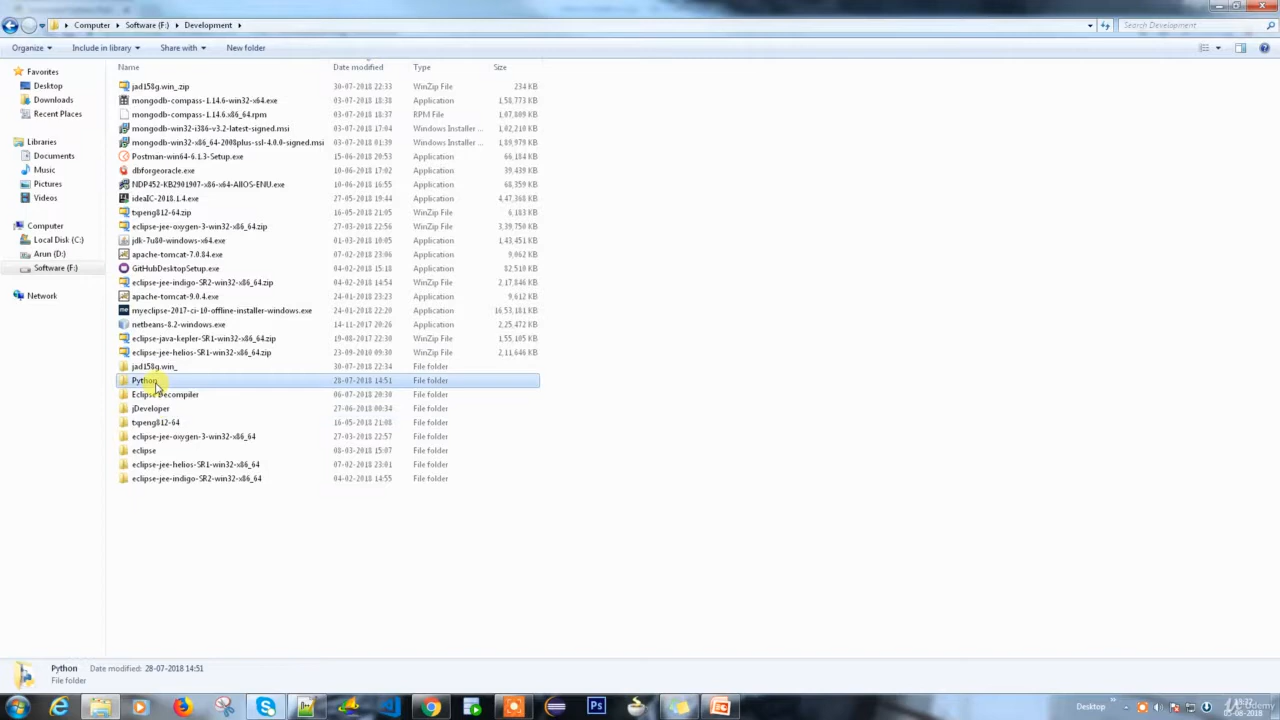 Computer Software (F:) Development
Search Development
Organize Include in library Share with New folder
Name Date modified Type Size
Favorites
Desktop
Downloads
Recent Places
Libraries
Documents
Music
Pictures
Videos
Computer
Local Disk (C:)
Arun (D:)
Software (F:)
Network
jad158g.win_.zip 30-07-2018 22:33 WinZip File 234 KB
mongodb-compass-1.14.6-win32-x64.exe 03-07-2018 18:38 Application 1,58,773 KB
mongodb-compass-1.14.6.x86_64.rpm 03-07-2018 18:37 RPM File 1,07,809 KB
mongodb-win32-i386-v3.2-latest-signed.msi 03-07-2018 17:04 Windows Installer ... 1,02,210 KB
mongodb-win32-x86_64-2008plus-ssl-4.0.0-signed.msi 03-07-2018 01:39 Windows Installer ... 1,89,979 KB
Postman-win64-6.1.3-Setup.exe 15-06-2018 20:53 Application 66,184 KB
dbforgeoracle.exe 10-06-2018 17:02 Application 39,439 KB
NDP452-KB2901907-x86-x64-AllOS-ENU.exe 10-06-2018 16:55 Application 68,359 KB
ideaIC-2018.1.4.exe 27-05-2018 19:44 Application 4,47,368 KB
txpeng812-64.zip 16-05-2018 21:05 WinZip File 6,183 KB
eclipse-jee-oxygen-3-win32-x86_64.zip 27-03-2018 22:56 WinZip File 3,39,750 KB
jdk-7u80-windows-x64.exe 01-03-2018 10:05 Application 1,43,451 KB
apache-tomcat-7.0.84.exe 07-02-2018 23:06 Application 9,062 KB
GitHubDesktopSetup.exe 04-02-2018 15:18 Application 82,510 KB
eclipse-jee-indigo-SR2-win32-x86_64.zip 04-02-2018 14:54 WinZip File 2,17,846 KB
apache-tomcat-9.0.4.exe 24-01-2018 23:23 Application 9,612 KB
myeclipse-2017-ci-10-offline-installer-windows.exe 24-01-2018 22:20 Application 16,53,181 KB
netbeans-8.2-windows.exe 14-11-2017 20:26 Application 2,25,472 KB
eclipse-java-kepler-SR1-win32-x86_64.zip 19-08-2017 22:30 WinZip File 1,55,105 KB
eclipse-jee-helios-SR1-win32-x86_64.zip 23-09-2010 09:30 WinZip File 2,11,646 KB
jad158g.win_ 30-07-2018 22:34 File folder
Python 28-07-2018 14:51 File folder
Eclipse Decompiler 06-07-2018 20:30 File folder
jDeveloper 27-06-2018 00:34 File folder
txpeng812-64 16-05-2018 21:08 File folder
eclipse-jee-oxygen-3-win32-x86_64 27-03-2018 22:57 File folder
eclipse 08-03-2018 15:07 File folder
eclipse-jee-helios-SR1-win32-x86_64 07-02-2018 23:01 File folder
eclipse-jee-indigo-SR2-win32-x86_64 04-02-2018 14:55 File folder
Python Date modified: 28-07-2018 14:51
File folder
Ps
Desktop
05-08-2018
Udemy